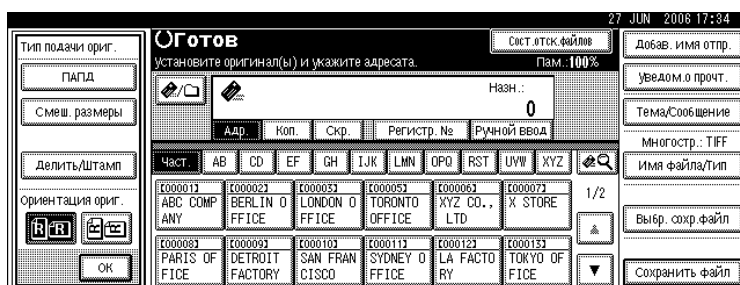 27 JUN 2006 17:34
Тип подачи ориг.
ПАПД
Смеш. размеры
Делить/Штамп
Ориентация ориг.
R R
R R
ОК
Готов
Сост.отск.файлов
Установите оригинал(ы) и укажите адресата.
Пам.:100%
Назн.:
0
Адр.
Коп.
Скр.
Регистр. №
Ручной ввод
Част.
AB
CD
EF
GH
IJK
LMN
OPQ
RST
UVW
XYZ
[00001]
ABC COMP
ANY
[00002]
BERLIN O
FFICE
[00003]
LONDON O
FFICE
[00005]
TORONTO
OFFICE
[00006]
XYZ CO.,
LTD
[00007]
X STORE
1/2
[00008]
PARIS OF
FICE
[00009]
DETROIT
FACTORY
[00010]
SAN FRAN
CISCO
[00011]
SYDNEY O
FFICE
[00012]
LA FACTO
RY
[00013]
TOKYO OF
FICE
Добав. имя отпр.
Уведом.о прочт.
Тема/Сообщение
Многостр.: TIFF
Имя файла/Тип
Выбр. сохр.файл
Сохранить файл